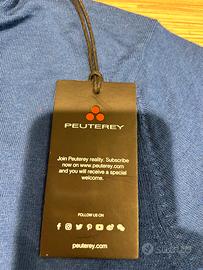 PEUTEREY
Join Peuterey reality. Subscribe
now on www.peuterey.com
and you will receive a special
welcome.
FOLLOW US ON
peuterey.com
subito